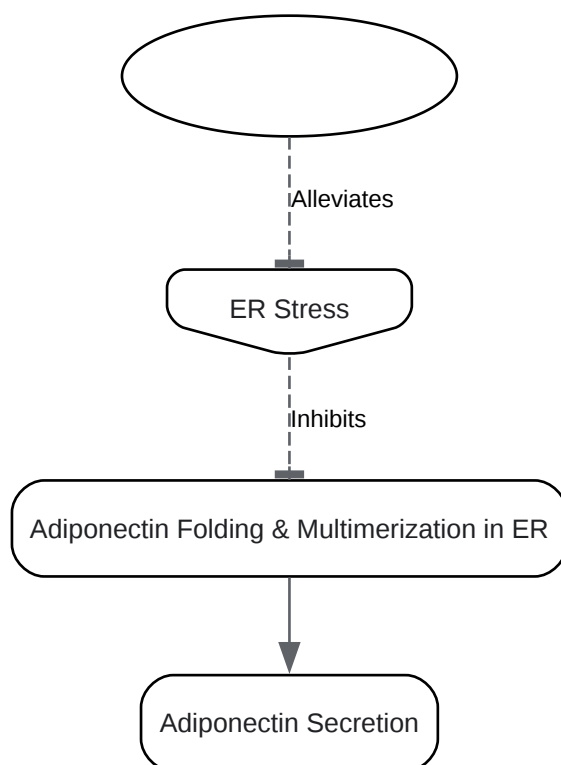 Alleviates
ER Stress
Inhibits
Adiponectin Folding & Multimerization in ER
Adiponectin Secretion